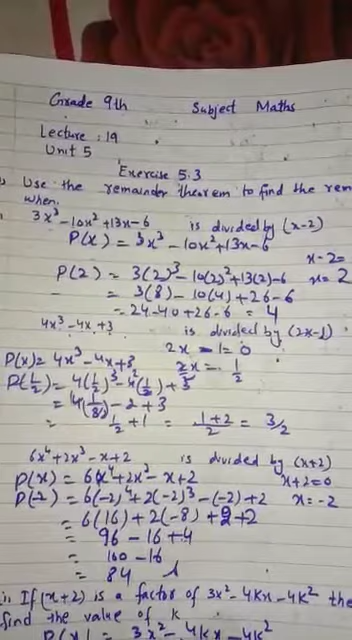 Grade 9th Subject Maths
Lecture : 19
Unit 5
Exercise 5.3
Use the remainder theorem to find the rem
when.
3x³ - 10x² + 13x - 6 is divided by (x-2)
P(x) = 3x³ - 10x² + 13x - 6
x - 2 =
P(2) = 3(2)³ - 10(2)² + 13(2) - 6 x = 2
= 3(8) - 10(4) + 26 - 6
= 24 - 40 + 26 - 6 = 4
4x³ - 4x + 3 is divided by (2x-1)
P(x) = 4x³ - 4x + 3 2x - 1 = 0
2x = 1/2
P(1/2) = 4(1/2)³ - 4(1/2) + 3
= 4(1/8) - 2 + 3
= 1/2 + 1 = 1+2/2 = 3/2
6x⁴ + 2x³ - x + 2 is divided by (x+2)
P(x) = 6x⁴ + 2x³ - x + 2 x + 2 = 0
P(-2) = 6(-2)⁴ + 2(-2)³ - (-2) + 2 x = -2
= 6(16) + 2(-8) + 2 + 2
= 96 - 16 + 4
= 100 - 16
= 84
If (x+2) is a factor of 3x² - 4kx - 4k² the
find the value of k
P(x) = 3x² - 4kx - 4k²